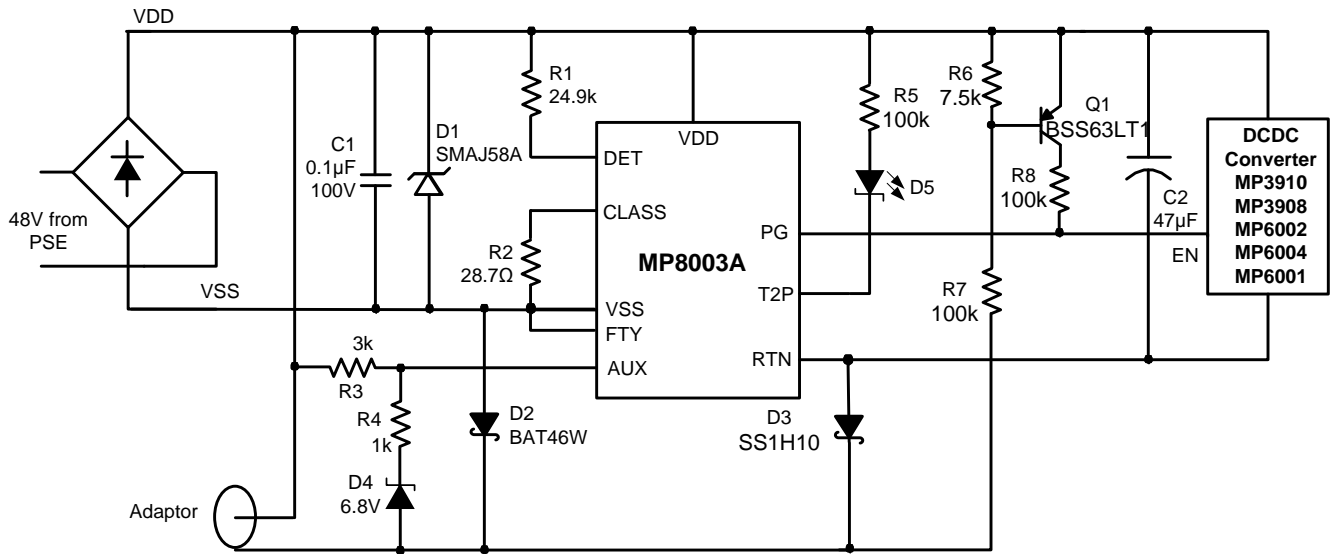 VDD
48V from
PSE
VSS
C1
0.1µF
100V
D1
SMAJ58A
R1
24.9k
R2
28.7Ω
DET
CLASS
VSS
FTY
AUX
VDD
MP8003A
PG
T2P
RTN
R5
100k
D5
R6
7.5k
Q1
BSS63LT1
R8
100k
R7
100k
C2
47µF
EN
DCDC
Converter
MP3910
MP3908
MP6002
MP6004
MP6001
3k
R3
R4
1k
D4
6.8V
D2
BAT46W
D3
SS1H10
Adaptor